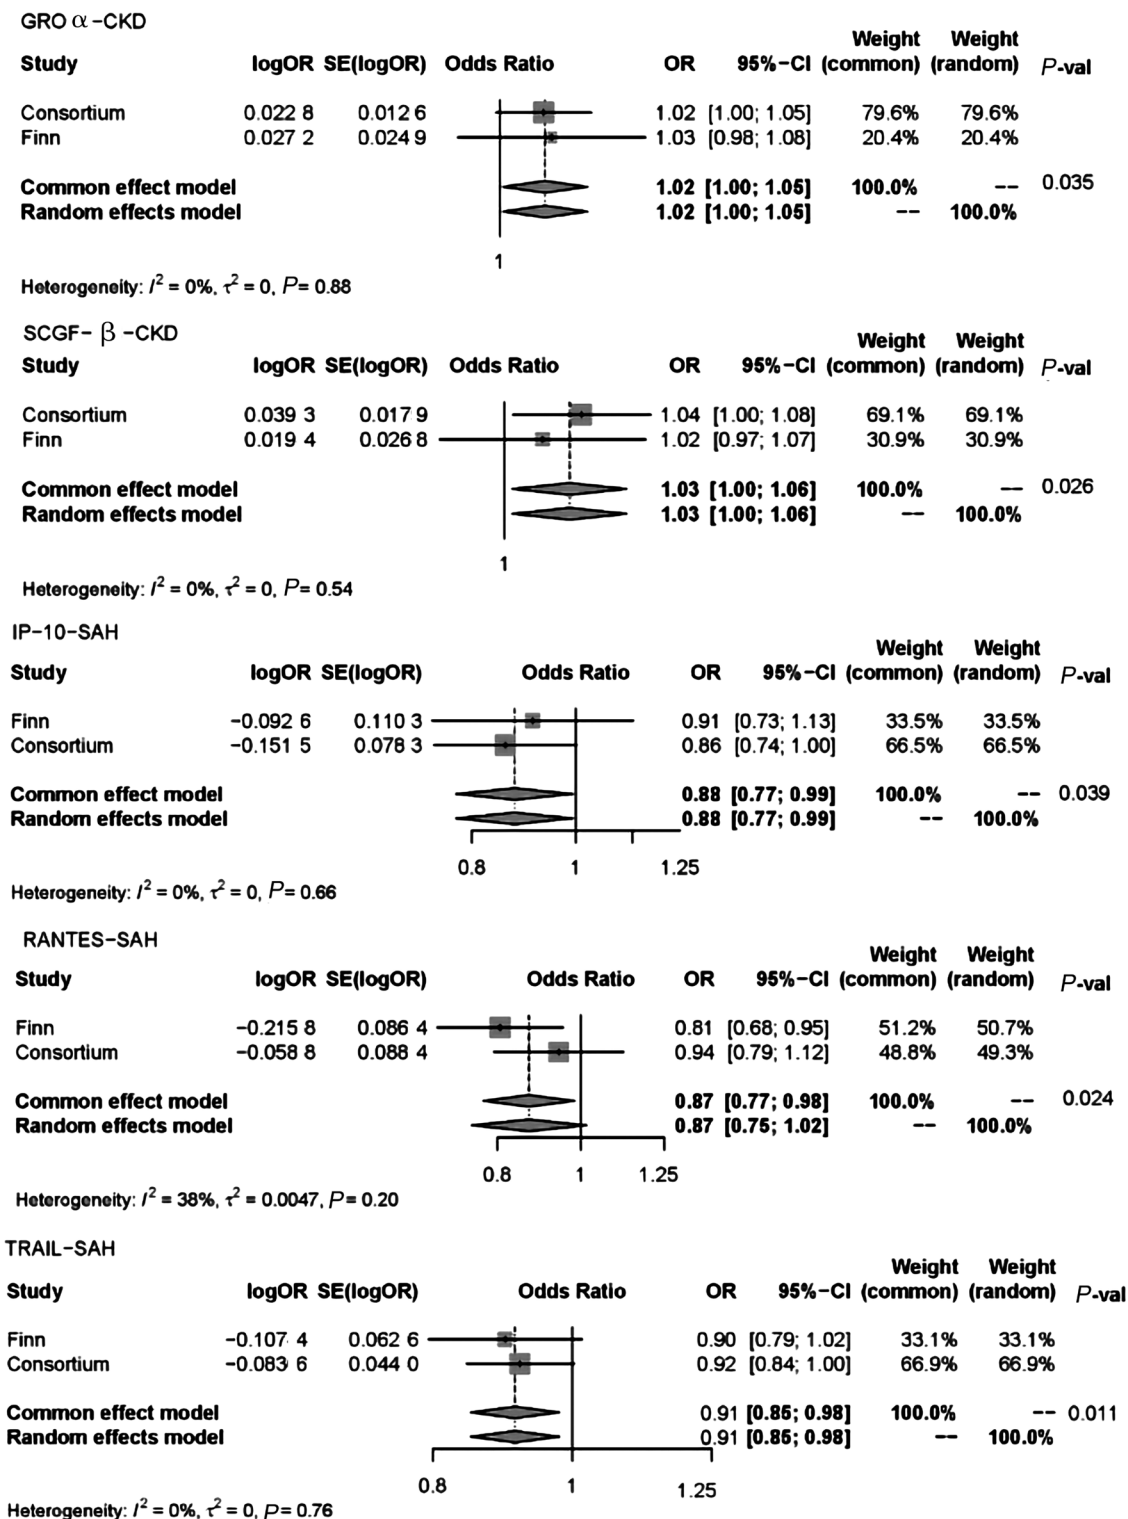 GRO α-CKD
Weight Weight
Study logOR SE(logOR) Odds Ratio OR 95%-CI (common) (random) P-val
Consortium 0.022 8 0.012 6 1.02 [1.00; 1.05] 79.6% 79.6%
Finn 0.027 2 0.024 9 1.03 [0.98; 1.08] 20.4% 20.4%
Common effect model 1.02 [1.00; 1.05] 100.0% -- 0.035
Random effects model 1.02 [1.00; 1.05] -- 100.0%
1
Heterogeneity: I² = 0%, τ² = 0, P= 0.88
SCGF- β -CKD
Weight Weight
Study logOR SE(logOR) Odds Ratio OR 95%-CI (common) (random) P-val
Consortium 0.039 3 0.017 9 1.04 [1.00; 1.08] 69.1% 69.1%
Finn 0.019 4 0.026 8 1.02 [0.97; 1.07] 30.9% 30.9%
Common effect model 1.03 [1.00; 1.06] 100.0% -- 0.026
Random effects model 1.03 [1.00; 1.06] -- 100.0%
1
Heterogeneity: I² = 0%, τ² = 0, P= 0.54
IP-10-SAH
Weight Weight
Study logOR SE(logOR) Odds Ratio OR 95%-CI (common) (random) P-val
Finn -0.092 6 0.110 3 0.91 [0.73; 1.13] 33.5% 33.5%
Consortium -0.151 5 0.078 3 0.86 [0.74; 1.00] 66.5% 66.5%
Common effect model 0.88 [0.77; 0.99] 100.0% -- 0.039
Random effects model 0.88 [0.77; 0.99] -- 100.0%
0.8 1 1.25
Heterogeneity: I² = 0%, τ² = 0, P= 0.66
RANTES-SAH
Weight Weight
Study logOR SE(logOR) Odds Ratio OR 95%-CI (common) (random) P-val
Finn -0.215 8 0.086 4 0.81 [0.68; 0.95] 51.2% 50.7%
Consortium -0.058 8 0.088 4 0.94 [0.79; 1.12] 48.8% 49.3%
Common effect model 0.87 [0.77; 0.98] 100.0% -- 0.024
Random effects model 0.87 [0.75; 1.02] -- 100.0%
0.8 1 1.25
Heterogeneity: I² = 38%, τ² = 0.0047, P= 0.20
TRAIL-SAH
Weight Weight
Study logOR SE(logOR) Odds Ratio OR 95%-CI (common) (random) P-val
Finn -0.107 4 0.062 6 0.90 [0.79; 1.02] 33.1% 33.1%
Consortium -0.083 6 0.044 0 0.92 [0.84; 1.00] 66.9% 66.9%
Common effect model 0.91 [0.85; 0.98] 100.0% -- 0.011
Random effects model 0.91 [0.85; 0.98] -- 100.0%
0.8 1 1.25
Heterogeneity: I² = 0%, τ² = 0, P= 0.76